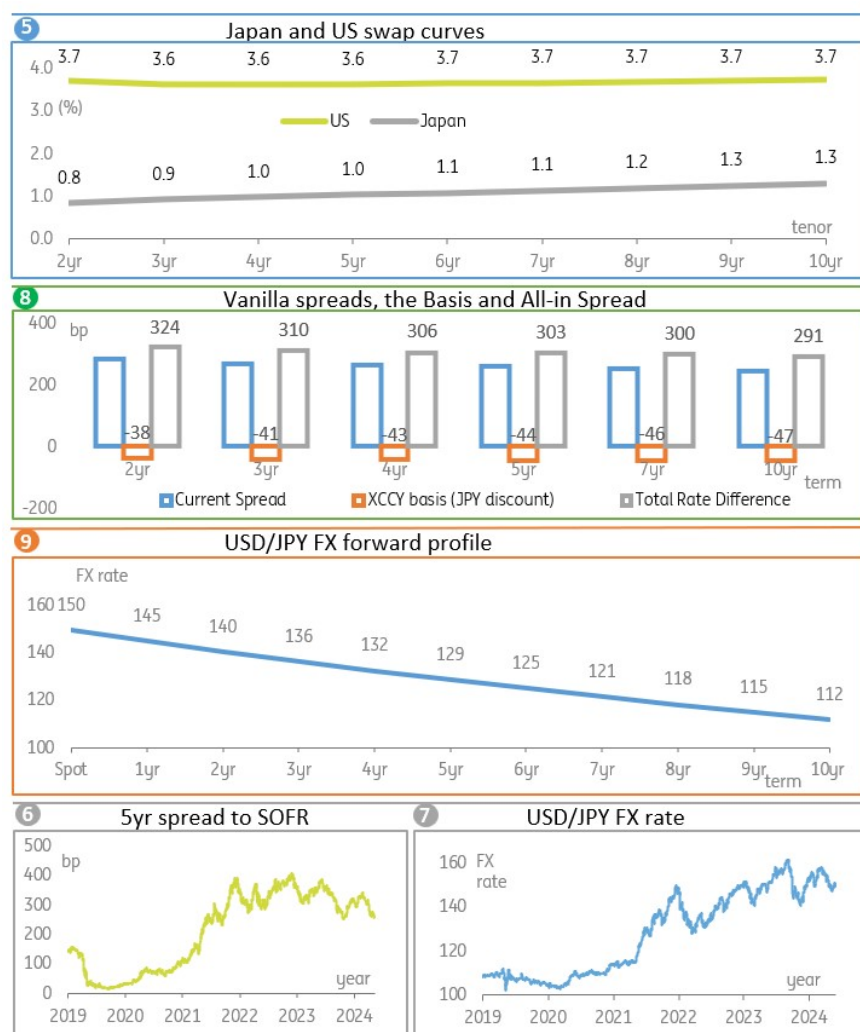 5 Japan and US swap curves
3.7 3.6 3.6 3.6 3.7 3.7 3.7 3.7 3.7
4.0
3.0 (%)
US Japan
2.0
0.8 0.9 1.0 1.0 1.1 1.1 1.2 1.3 1.3
1.0
0.0 tenor
2yr 3yr 4yr 5yr 6yr 7yr 8yr 9yr 10yr
8 Vanilla spreads, the Basis and All-in Spread
400 bp 324 310 306 303 300 291
200
0 -38 -41 -43 -44 -46 -47
2yr 3yr 4yr 5yr 7yr 10yr
term
-200 Current Spread XCCY basis (JPY discount) Total Rate Difference
9 USD/JPY FX forward profile
FX rate
160 150 145 140 136 132 129 125 121 118 115 112
140
120
100
Spot 1yr 2yr 3yr 4yr 5yr 6yr 7yr 8yr 9yr 10yr
term
6 5yr spread to SOFR
500
bp
400
300
200
100
0 year
2019 2020 2021 2022 2023 2024
7 USD/JPY FX rate
160 FX
rate
140
120
100 year
2019 2020 2021 2022 2023 2024